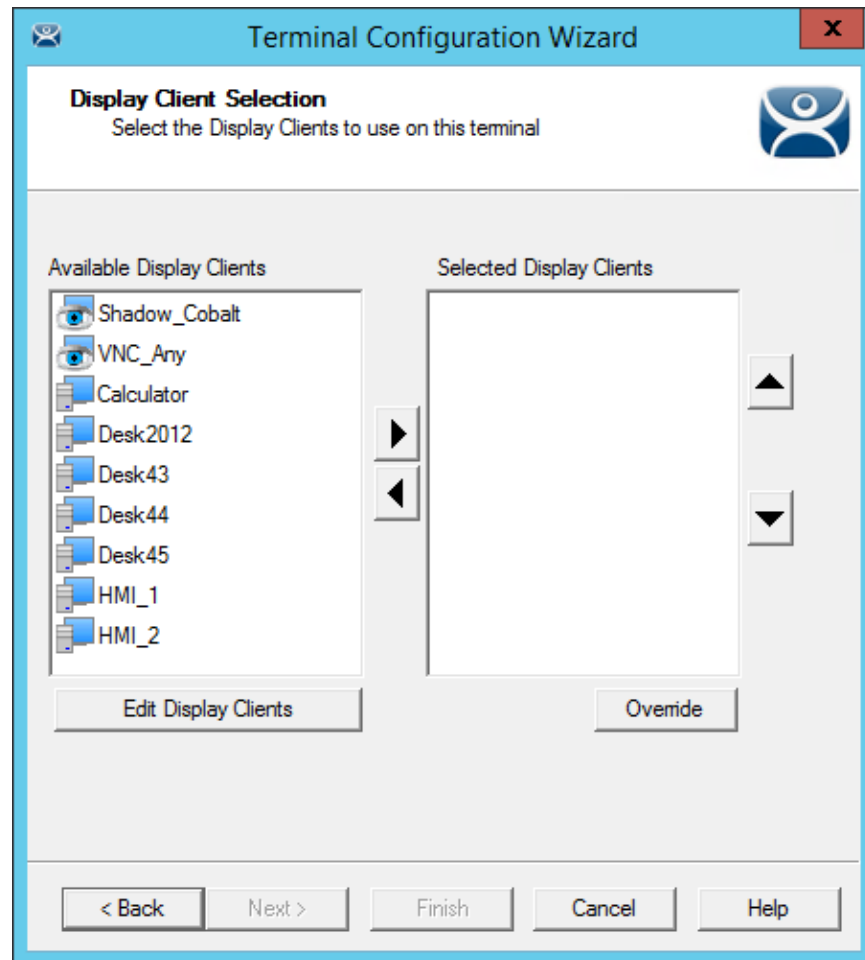 Terminal Configuration Wizard
x
Display Client Selection
Select the Display Clients to use on this terminal
Available Display Clients
Selected Display Clients
Shadow_Cobalt
VNC_Any
Calculator
Desk2012
Desk43
Desk44
Desk45
HMI_1
HMI_2
Edit Display Clients
Override
< Back
Next >
Finish
Cancel
Help